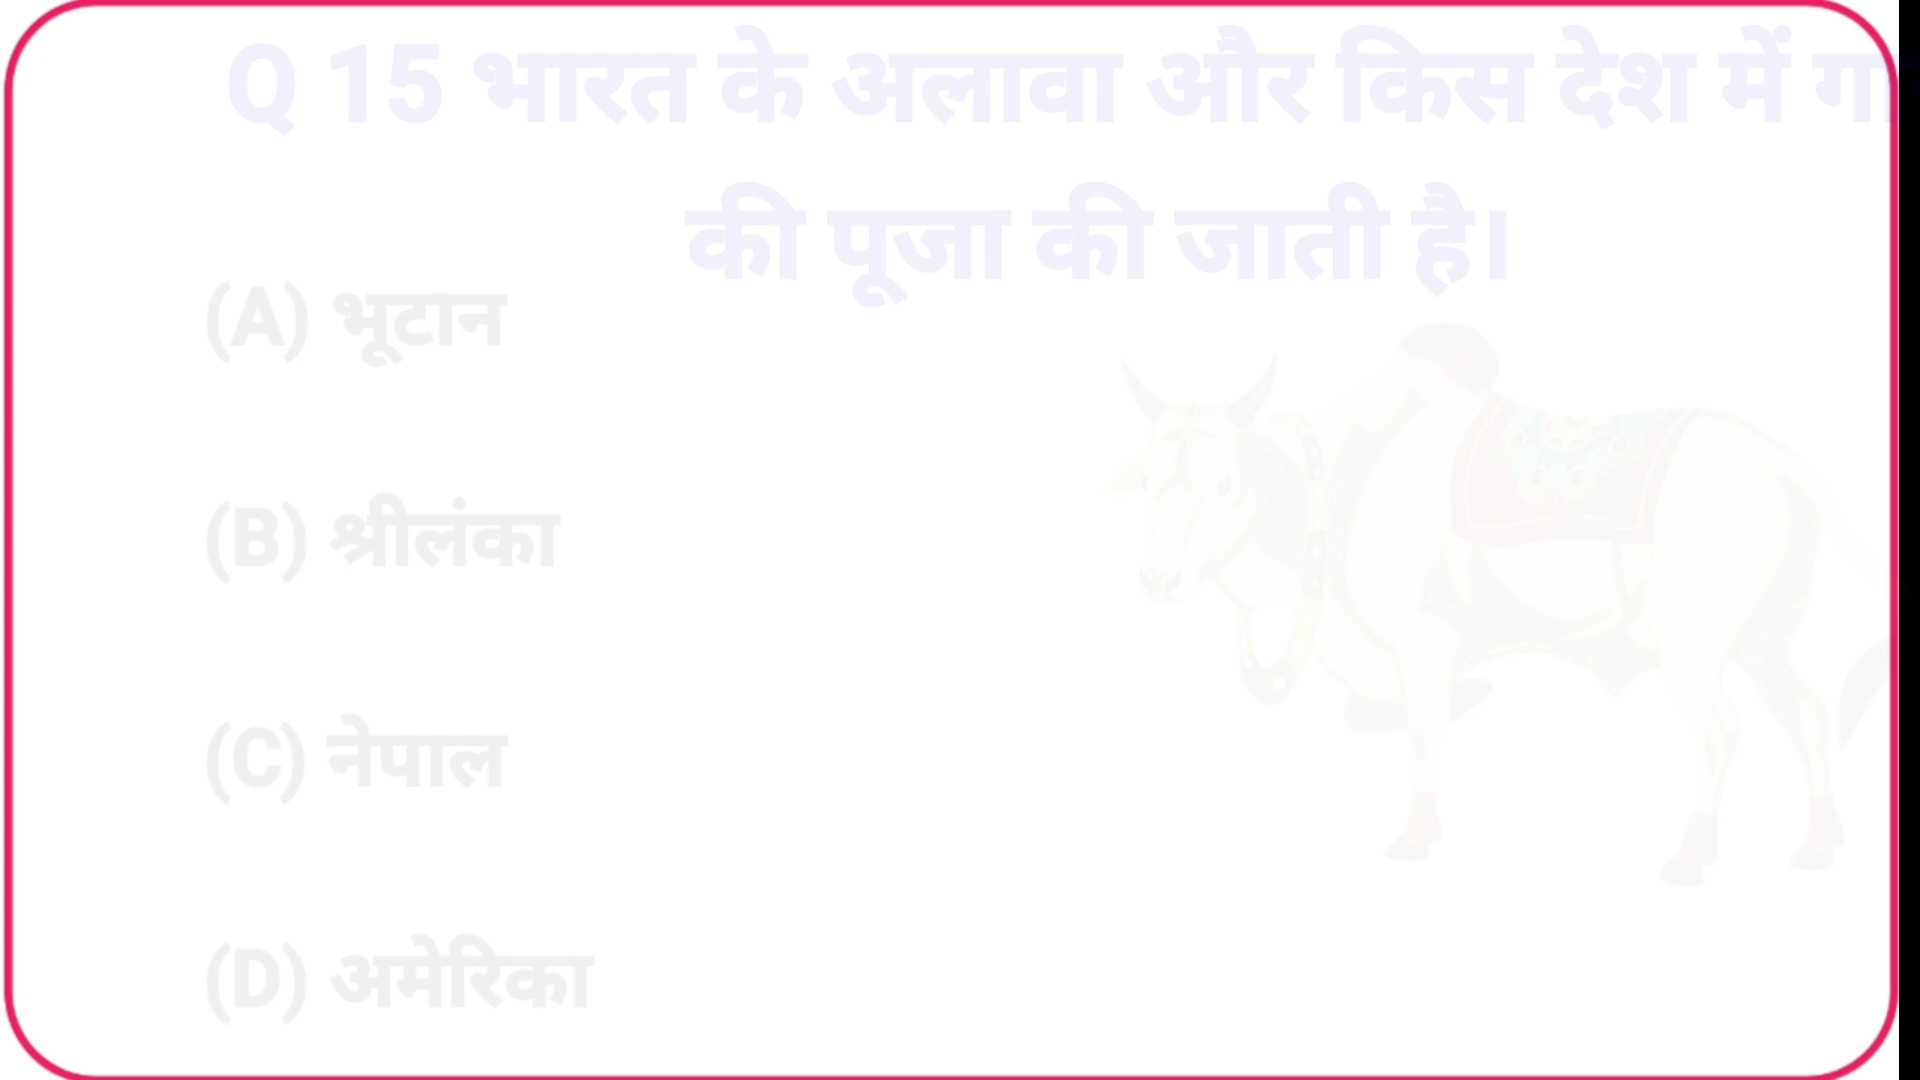 Q 15 भारत के अलावा और किस देश में
की पूजा की जाती है।
(A) भूटान
(B) श्रीलंका
(C) नेपाल
(D) अमेरिका